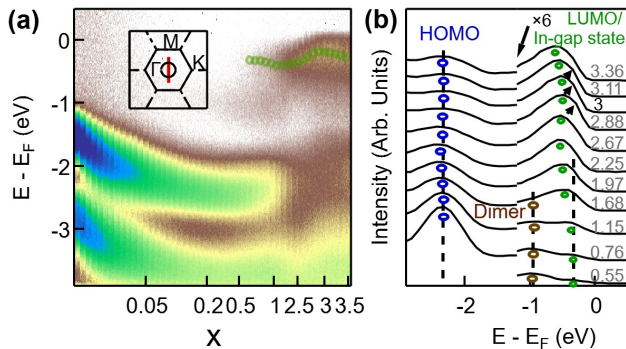 (a)
0
-1
-2
-3
E - E_F (eV)
M
Γ
K
0.05
0.2
0.5
1
2.5
3
3.5
X
(b)
×6
LUMO/
In-gap state
HOMO
3.36
3.11
3
2.88
2.67
2.25
1.97
1.68
Dimer
1.15
0.76
0.55
Intensity (Arb. Units)
-2
-1
0
E - E_F (eV)